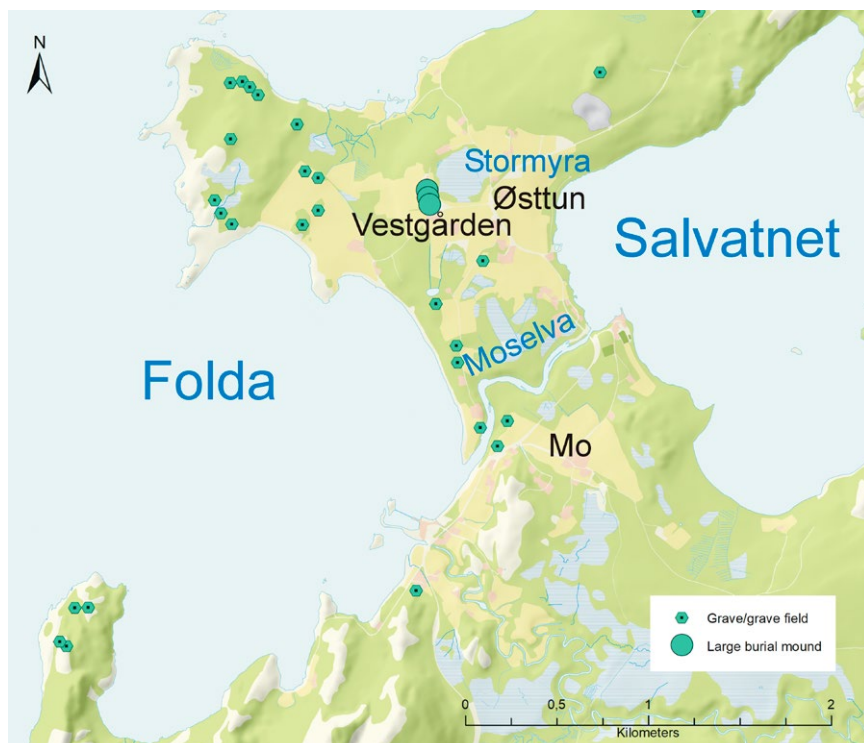 N
Stormyra
Østtun
Vestgården
Salvatnet
Moselva
Folda
Mo
Grave/grave field
Large burial mound
0 0,5 1 2
Kilometers